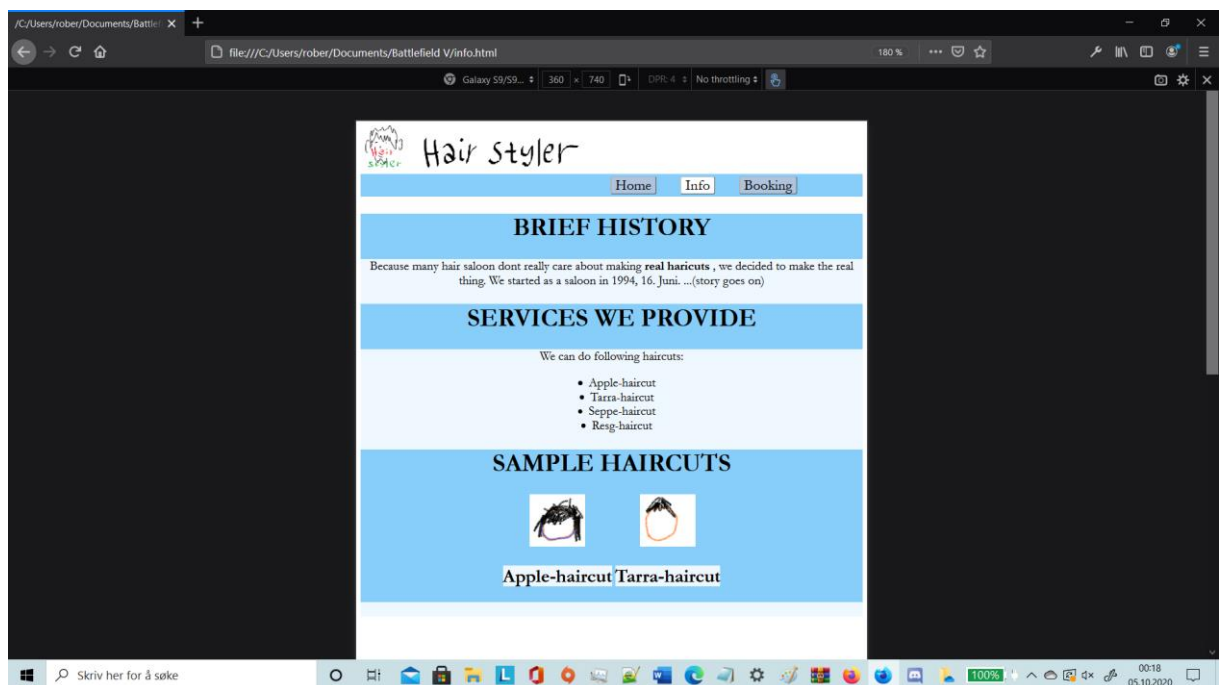 /C:/Users/rober/Documents/Battlef
file:///C:/Users/rober/Documents/Battlefield V/info.html
180 %
Galaxy S9/S9... 360 × 740 DPR: 4 No throttling
Hair styler
Hair Styler
Home Info Booking
BRIEF HISTORY
Because many hair saloon dont really care about making real haricuts , we decided to make the real
thing. We started as a saloon in 1994, 16. Juni. ...(story goes on)
SERVICES WE PROVIDE
We can do following haircuts:
• Apple-haircut
• Tarra-haircut
• Seppe-haircut
• Resg-haircut
SAMPLE HAIRCUTS
Apple-haircut Tarra-haircut
Skriv her for å søke
100%
00:18
05.10.2020